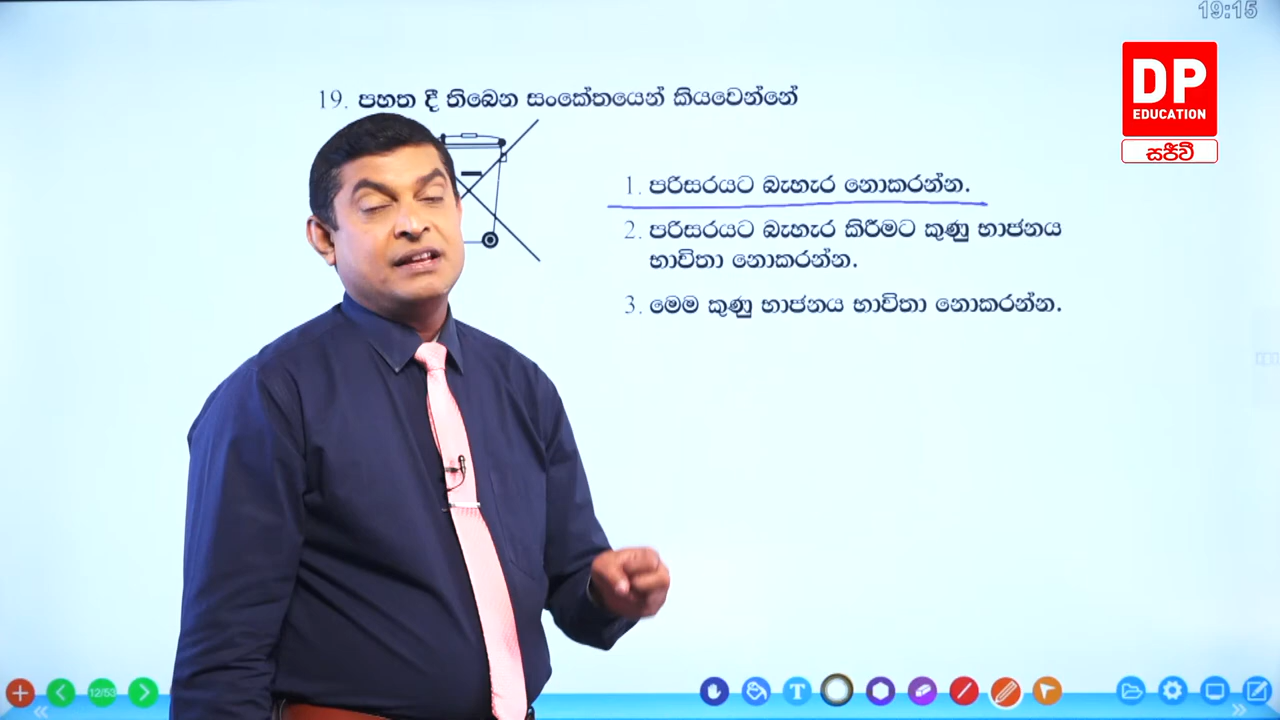 19:15
DP
EDUCATION
සජීවී
19. පහත දී තිබෙන සංකේතයෙන් කියවෙන්නේ
1. පරිසරයට බැහැර නොකරන්න.
2. පරිසරයට බැහැර කිරීමට කුණු භාජනය
භාවිතා නොකරන්න.
3. මෙම කුණු භාජනය භාවිතා නොකරන්න.
12/53
T